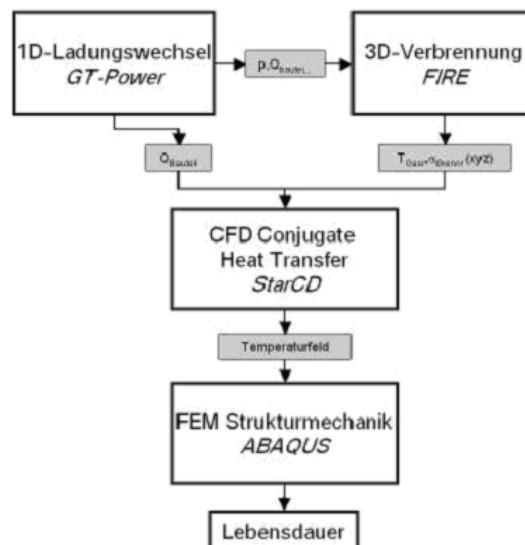 1D-Ladungswechsel
GT-Power
3D-Verbrennung
FIRE
CFD Conjugate
Heat Transfer
StarCD
Temperaturfeld
FEM Strukturmechanik
ABAQUS
Lebensdauer